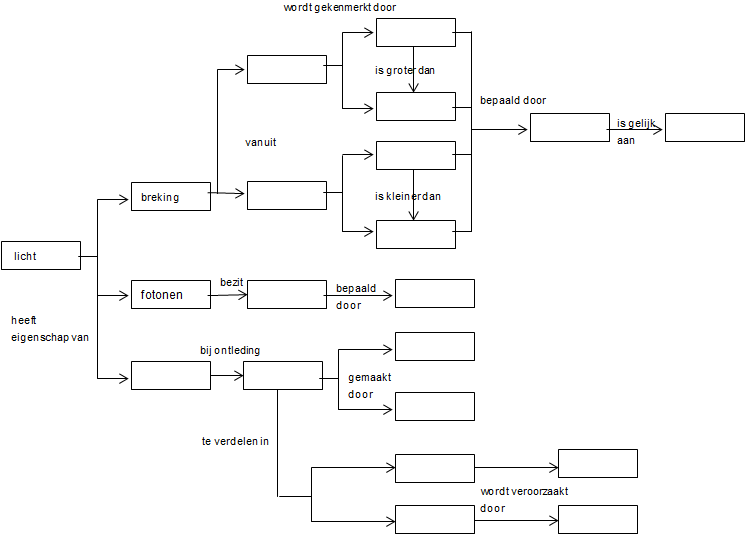 wordt gekenmerkt door
is groter dan
bepaald door
is gelijk
aan
vanuit
breking
is kleiner dan
licht
fotonen
bezit
bepaald
door
heeft
eigenschap van
bij ontleding
gemaakt
door
te verdelen in
wordt veroorzaakt
door